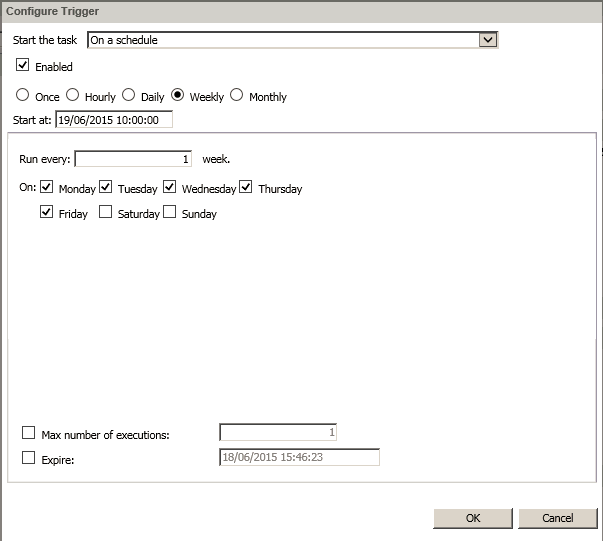 Configure Trigger
Start the task On a schedule
Enabled
Once Hourly Daily Weekly Monthly
Start at: 19/06/2015 10:00:00
Run every: 1 week.
On: Monday Tuesday Wednesday Thursday
Friday Saturday Sunday
Max number of executions: 1
Expire: 18/06/2015 15:46:23
OK Cancel